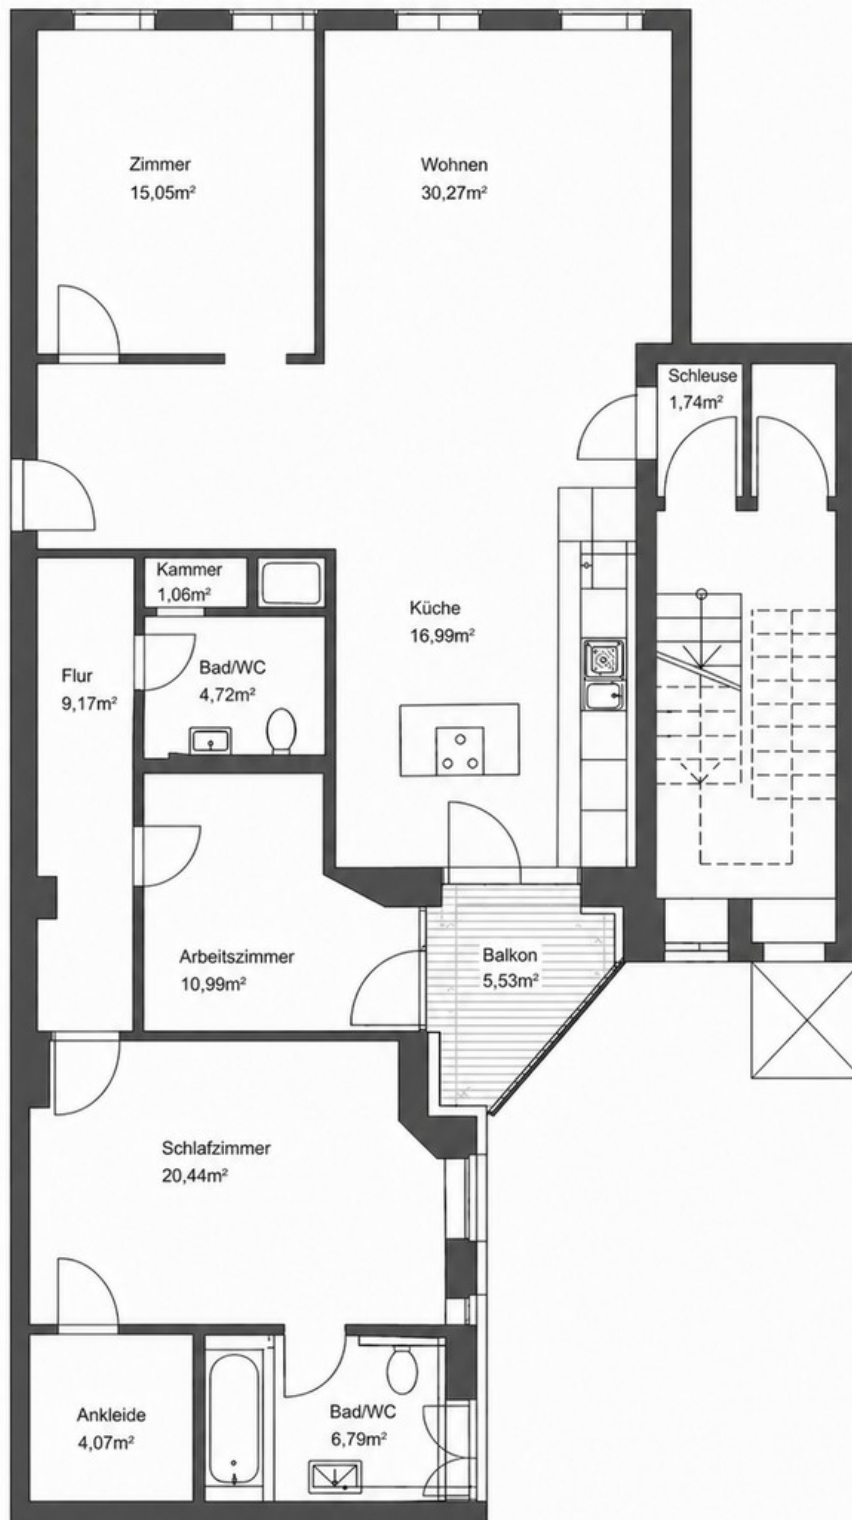 Zimmer
15,05m²
Wohnen
30,27m²
Schleuse
1,74m²
Kammer
1,06m²
Küche
16,99m²
Flur
9,17m²
Bad/WC
4,72m²
Arbeitszimmer
10,99m²
Balkon
5,53m²
Schlafzimmer
20,44m²
Ankleide
4,07m²
Bad/WC
6,79m²